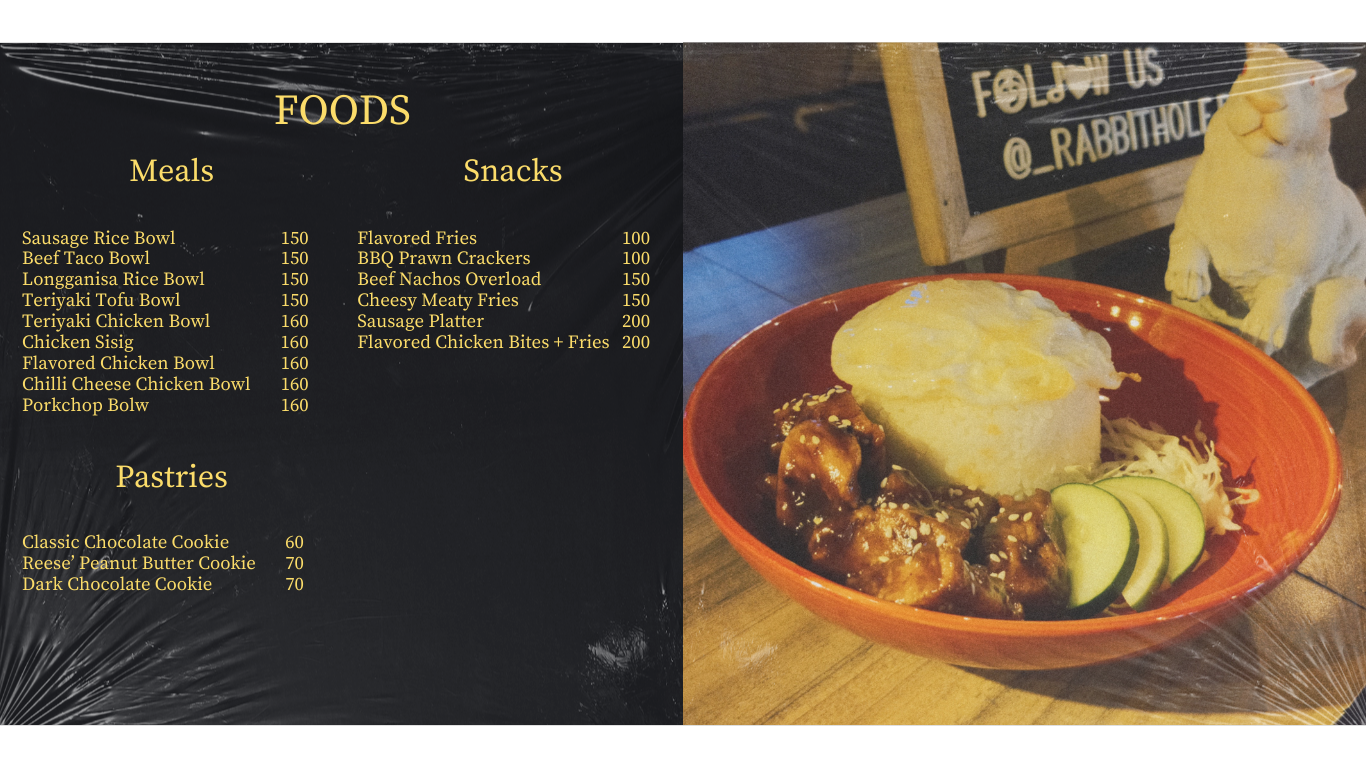 FOODS
Meals
Sausage Rice Bowl 150
Beef Taco Bowl 150
Longganisa Rice Bowl 150
Teriyaki Tofu Bowl 150
Teriyaki Chicken Bowl 160
Chicken Sisig 160
Flavored Chicken Bowl 160
Chilli Cheese Chicken Bowl 160
Porkchop Bolw 160
Snacks
Flavored Fries 100
BBQ Prawn Crackers 100
Beef Nachos Overload 150
Cheesy Meaty Fries 150
Sausage Platter 200
Flavored Chicken Bites + Fries 200
Pastries
Classic Chocolate Cookie 60
Reese’ Peanut Butter Cookie 70
Dark Chocolate Cookie 70
FOLLOW US